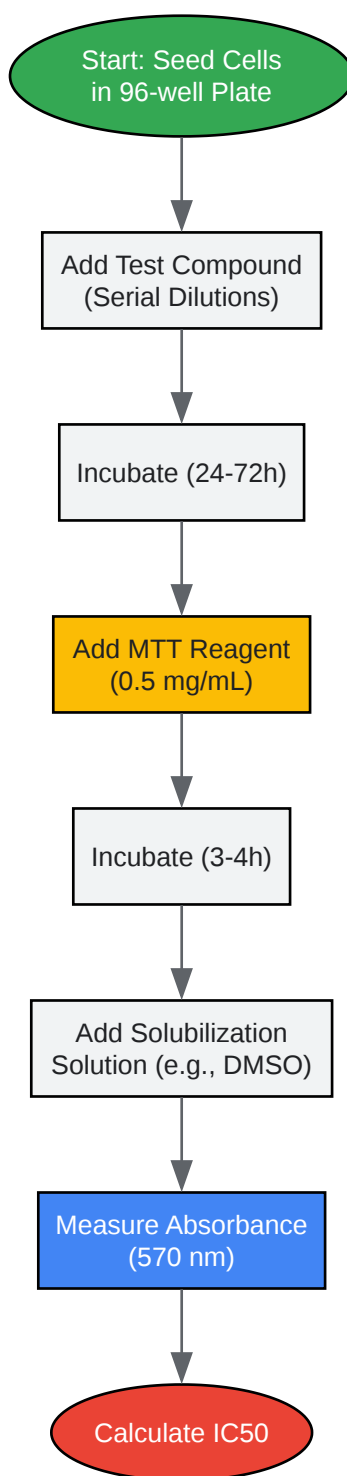 Start: Seed Cells
in 96-well Plate
Add Test Compound
(Serial Dilutions)
Incubate (24-72h)
Add MTT Reagent
(0.5 mg/mL)
Incubate (3-4h)
Add Solubilization
Solution (e.g., DMSO)
Measure Absorbance
(570 nm)
Calculate IC50